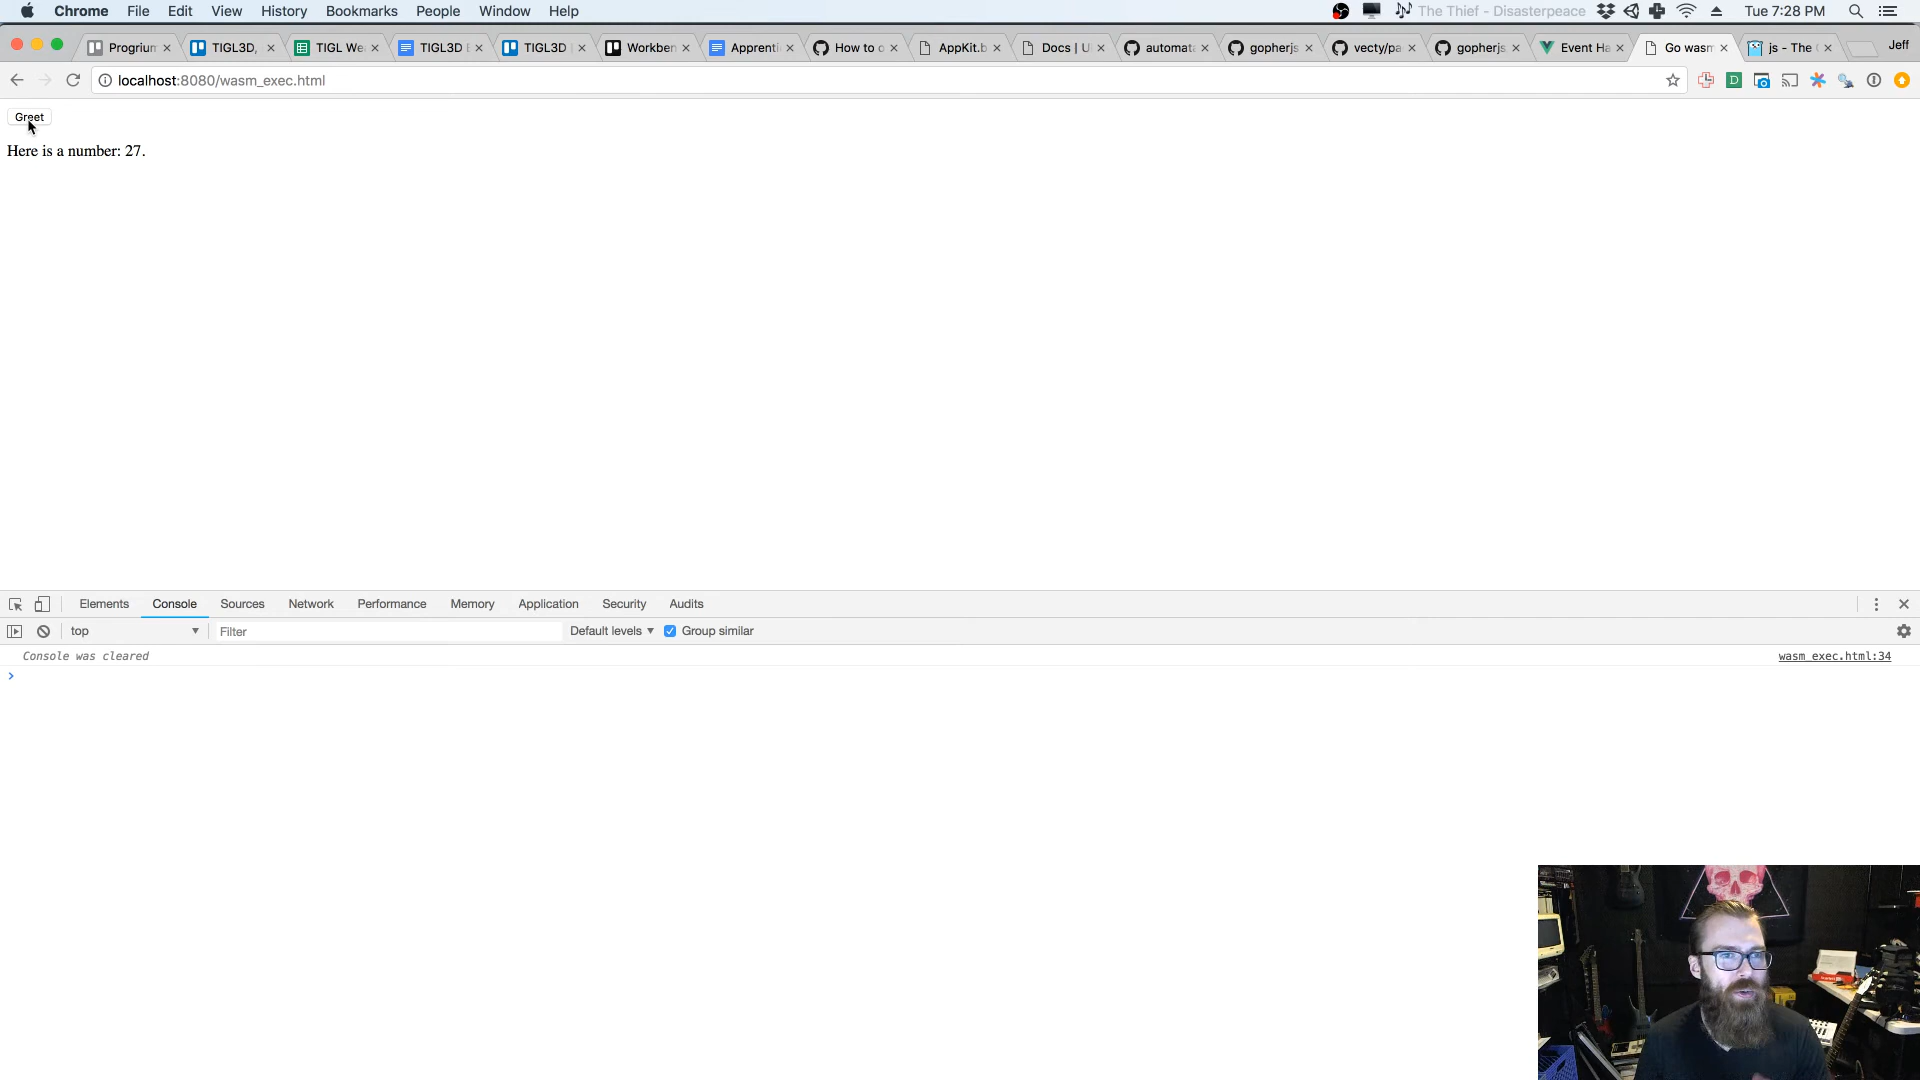 Chrome File Edit View History Bookmarks People Window Help The Thief - Disasterpeace Tue 7:28 PM
Progrium TIGL3D, TIGL We TIGL3D E TIGL3D Workben Apprenti How to o AppKit.b Docs | U automat gopherjs vecty/pa gopherjs Event Ha Go wasm js - The Jeff
localhost:8080/wasm_exec.html
Greet
Here is a number: 27.
Elements Console Sources Network Performance Memory Application Security Audits
top Filter Default levels Group similar
Console was cleared wasm_exec.html:34